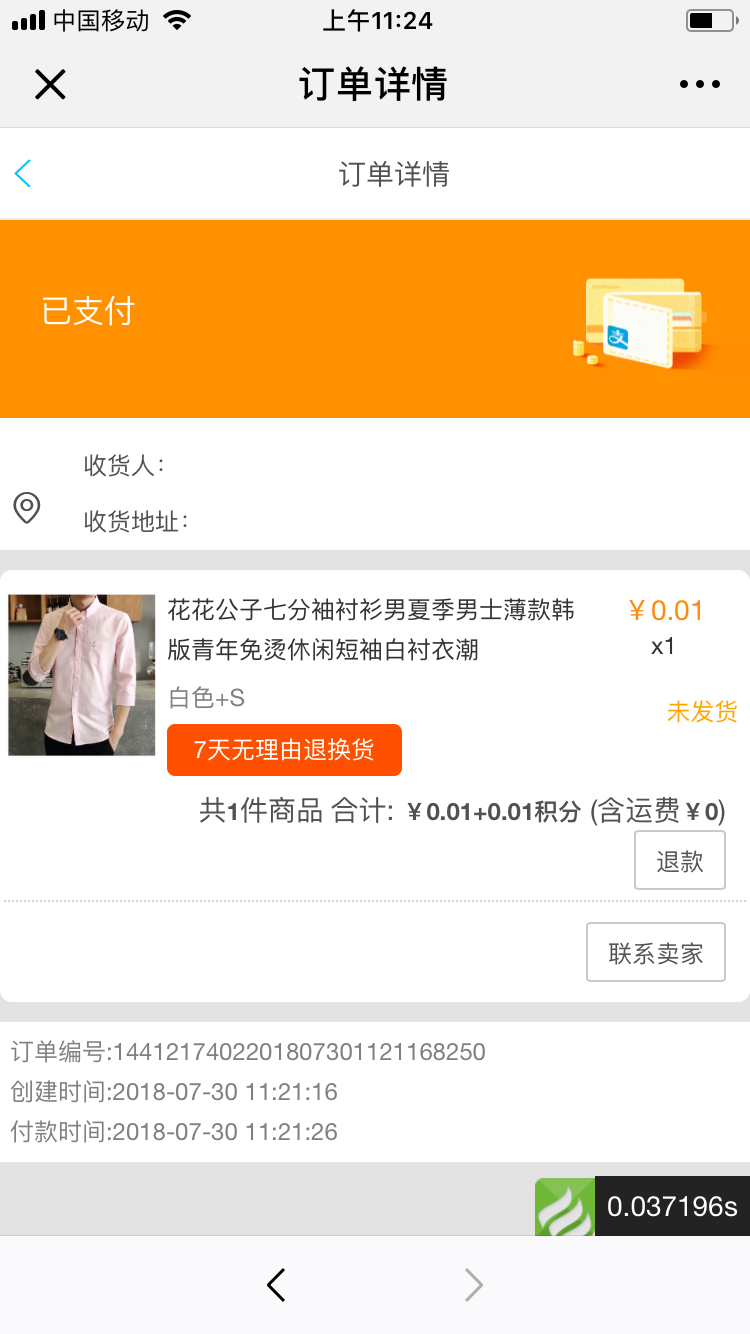 中国移动
上午11:24
订单详情
订单详情
已支付
支
收货人：
收货地址：
花花公子七分袖衬衫男夏季男士薄款韩
版青年免烫休闲短袖白衬衣潮
￥0.01
x1
白色+S
未发货
7天无理由退换货
共1件商品 合计: ￥0.01+0.01积分 (含运费￥0)
退款
联系卖家
订单编号:1441217402201807301121168250
创建时间:2018-07-30 11:21:16
付款时间:2018-07-30 11:21:26
0.037196s